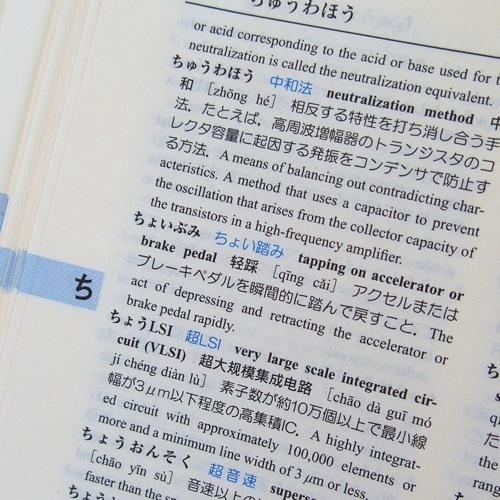 ちゅうわほう
or acid corresponding to the acid or base used for
neutralization is called the neutralization equivalent.
ちゅうわほう 中和法 neutralization method 中
和 [zhōng hé] 相反する特性を打ち消し合う手
法．たとえば，高周波増幅器のトランジスタのコ
レクタ容量に起因する発振をコンデンサで防止す
る方法．A means of balancing out contradicting char-
acteristics. A method that uses a capacitor to prevent
the oscillation that arises from the collector capacity of
the transistors in a high-frequency amplifier.
ちょいぶみ ちょい踏み tapping on accelerator or
brake pedal 轻踩 [qīng cǎi] アクセルまたは
ブレーキペダルを瞬間的に踏んで戻すこと．The
act of depressing and retracting the accelerator or
brake pedal rapidly.
ち
ちょうLSI 超LSI very large scale integrated cir-
cuit (VLSI) 超大规模集成电路 [chāo dà guī mó
jí chéng diàn lù] 素子数が約10万個以上で最小線
幅が3μm以下程度の高集積IC．A highly integrat-
ed circuit with approximately 100,000 elements or
more and a minimum line width of 3 μm or less.
ちょうおんそく 超音速 supers
[chāo yīn sù] 音速以上の
faster than the